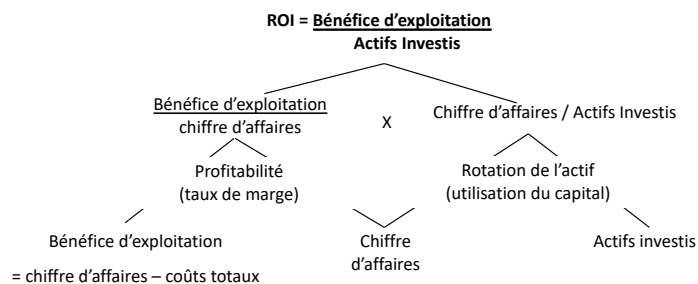 ROI = Bénéfice d’exploitation
Actifs Investis
Bénéfice d’exploitation
chiffre d’affaires
X
Chiffre d’affaires / Actifs Investis
Profitabilité
(taux de marge)
Rotation de l’actif
(utilisation du capital)
Bénéfice d’exploitation
= chiffre d’affaires – coûts totaux
Chiffre
d’affaires
Actifs investis